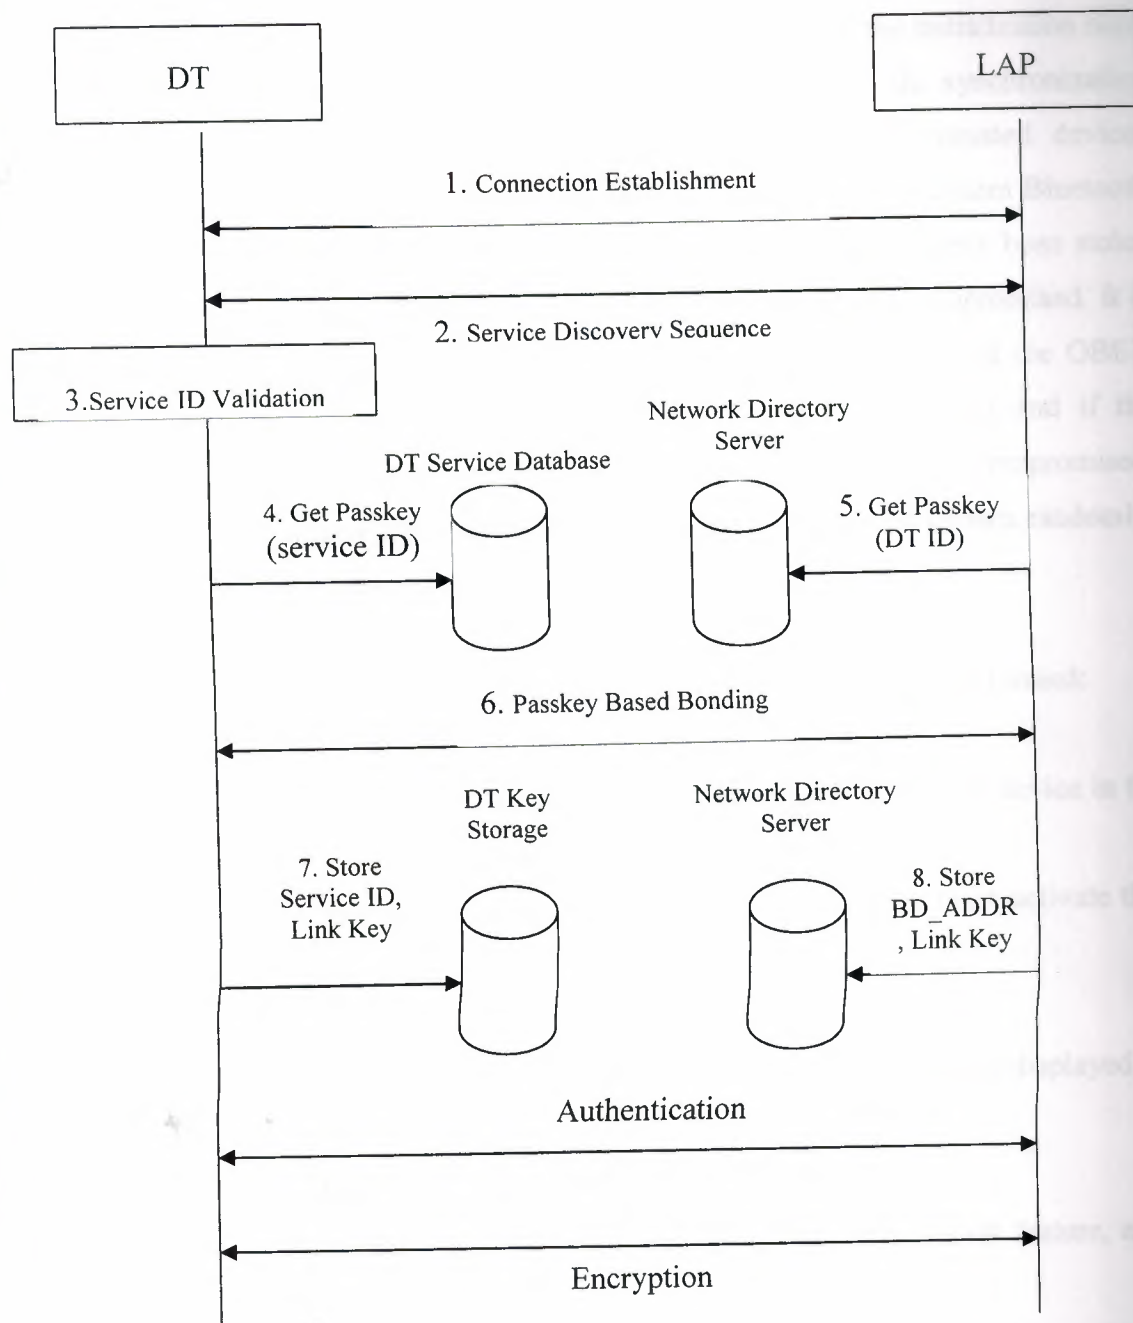 DT
LAP
1. Connection Establishment
2. Service Discovery Sequence
3.Service ID Validation
Network Directory
Server
DT Service Database
4. Get Passkey
(service ID)
5. Get Passkey
(DT ID)
6. Passkey Based Bonding
DT Key
Storage
Network Directory
Server
7. Store
Service ID,
Link Key
8. Store
BD_ADDR
, Link Key
Authentication
Encryption